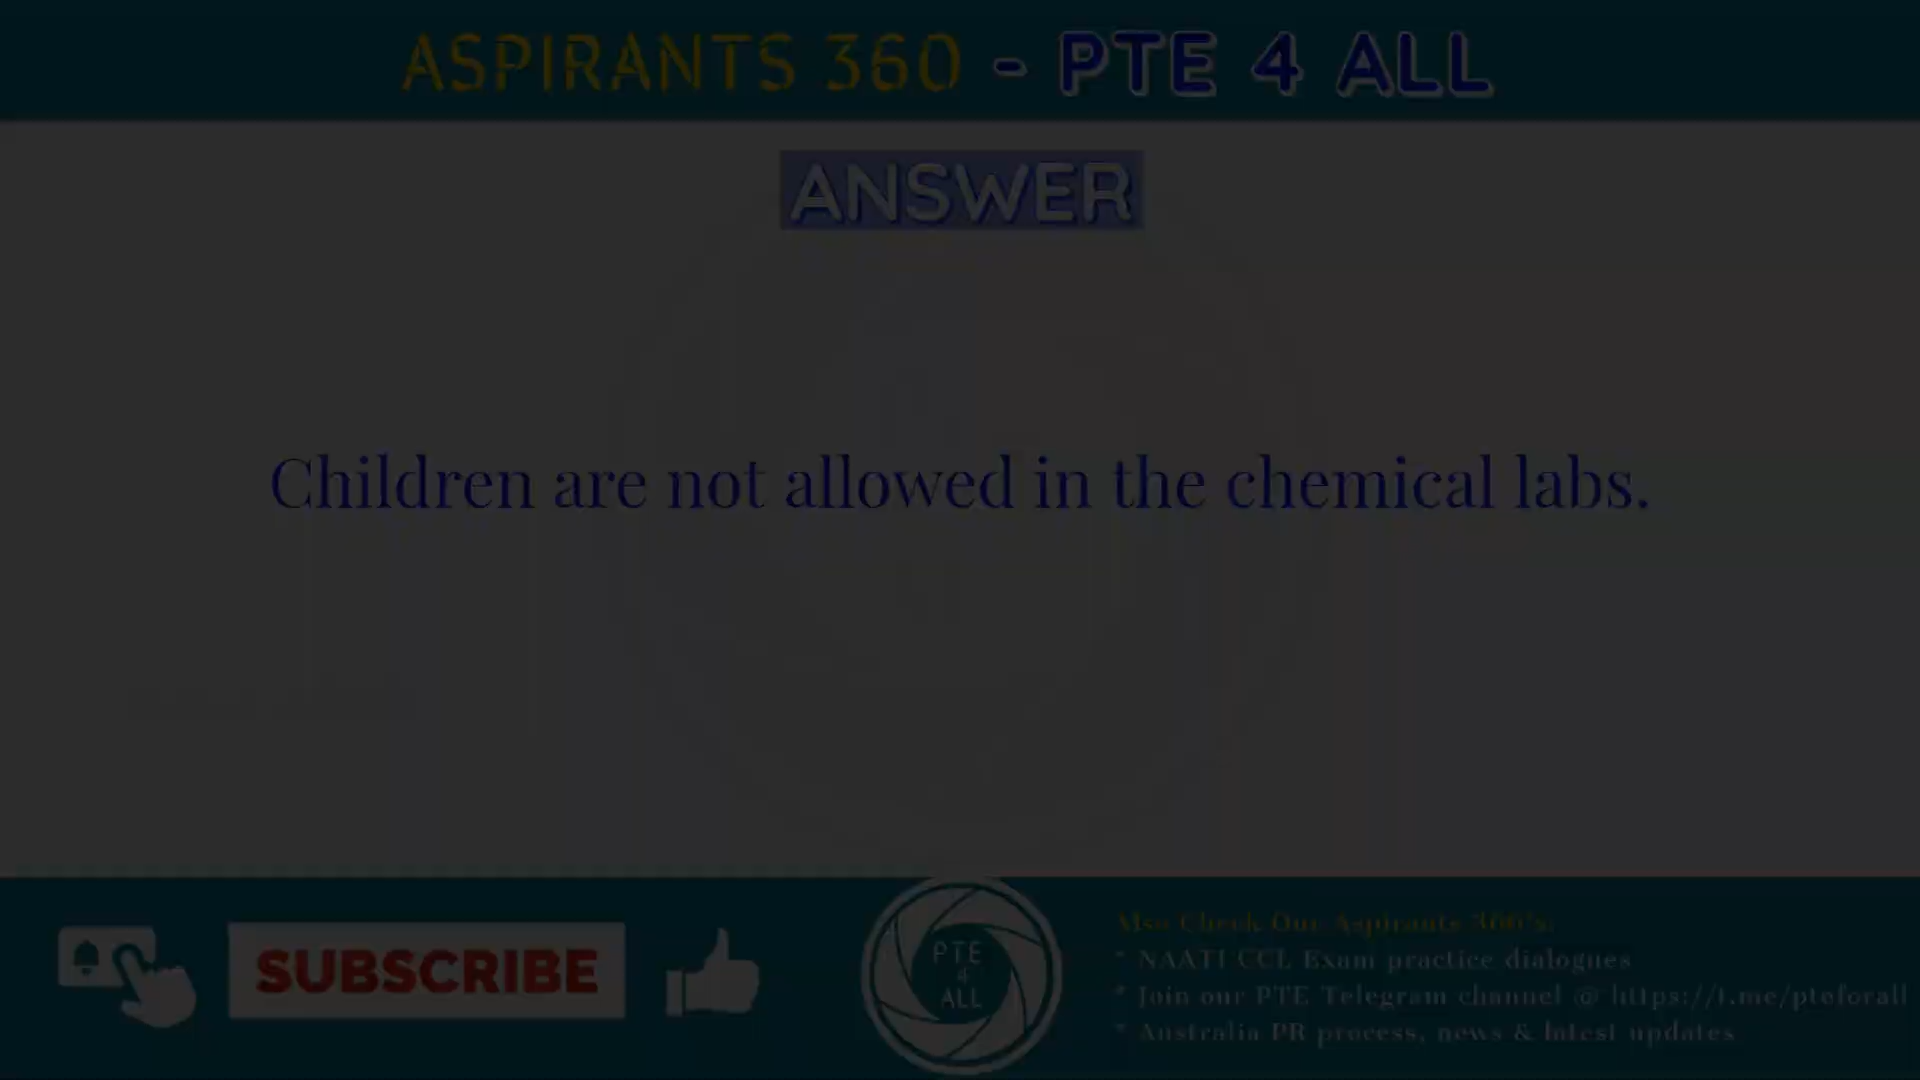 ASPIRANTS 360 - PTE 4 ALL
ANSWER
Children are not allowed in the chemical labs.
SUBSCRIBE
PTE
4
ALL
Also Check Our Aspirants 360's:
* NAATI CCL Exam practice dialogues
* Join our PTE Telegram channel @ https://t.me/pteforall
* Australia PR process, news & latest updates